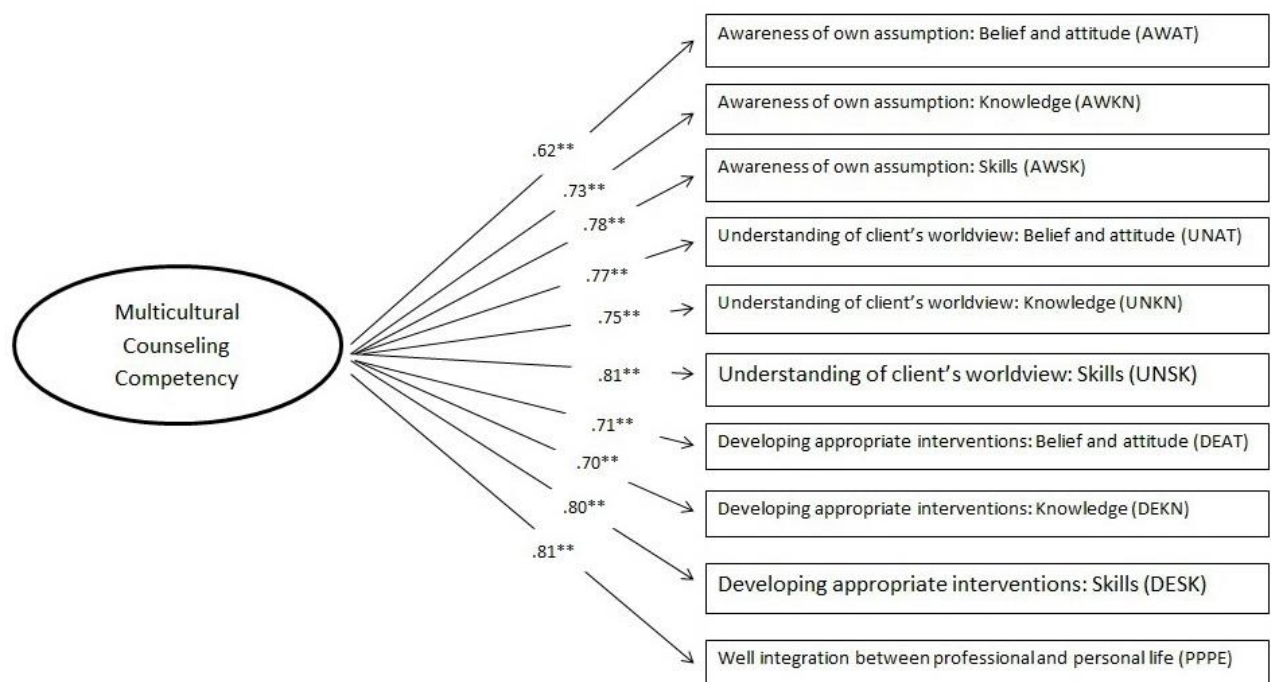 Multicultural
Counseling
Competency
.62**
.73**
.78**
.77**
.75**
.81**
.71**
.70**
.80**
.81**
Awareness of own assumption: Belief and attitude (AWAT)
Awareness of own assumption: Knowledge (AWKN)
Awareness of own assumption: Skills (AWSK)
Understanding of client's worldview: Belief and attitude (UNAT)
Understanding of client's worldview: Knowledge (UNKN)
Understanding of client's worldview: Skills (UNSK)
Developing appropriate interventions: Belief and attitude (DEAT)
Developing appropriate interventions: Knowledge (DEKN)
Developing appropriate interventions: Skills (DESK)
Well integration between professional and personal life (PPPE)